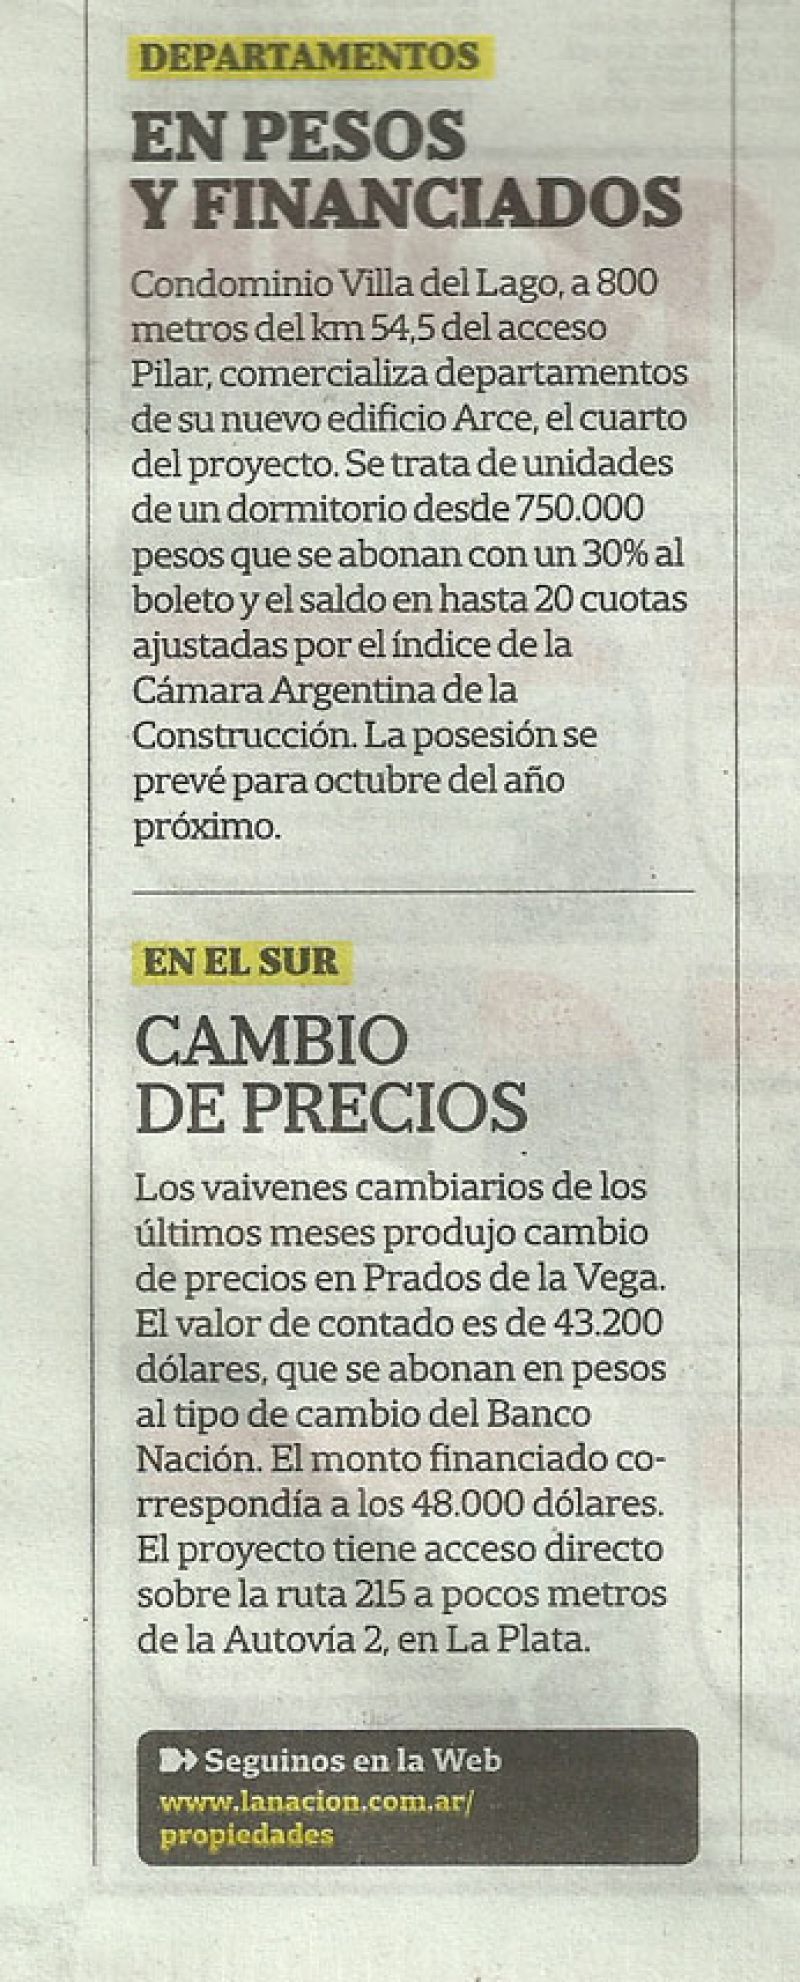 DEPARTAMENTOS
EN PESOS
Y FINANCIADOS
Condominio Villa del Lago, a 800
metros del km 54,5 del acceso
Pilar, comercializa departamentos
de su nuevo edificio Arce, el cuarto
del proyecto. Se trata de unidades
de un dormitorio desde 750.000
pesos que se abonan con un 30% al
boleto y el saldo en hasta 20 cuotas
ajustadas por el índice de la
Cámara Argentina de la
Construcción. La posesión se
prevé para octubre del año
próximo.
EN EL SUR
CAMBIO
DE PRECIOS
Los vaivenes cambiarios de los
últimos meses produjo cambio
de precios en Prados de la Vega.
El valor de contado es de 43.200
dólares, que se abonan en pesos
al tipo de cambio del Banco
Nación. El monto financiado co-
rrespondía a los 48.000 dólares.
El proyecto tiene acceso directo
sobre la ruta 215 a pocos metros
de la Autovía 2, en La Plata.
Seguinos en la Web
www.lanacion.com.ar/
propiedades